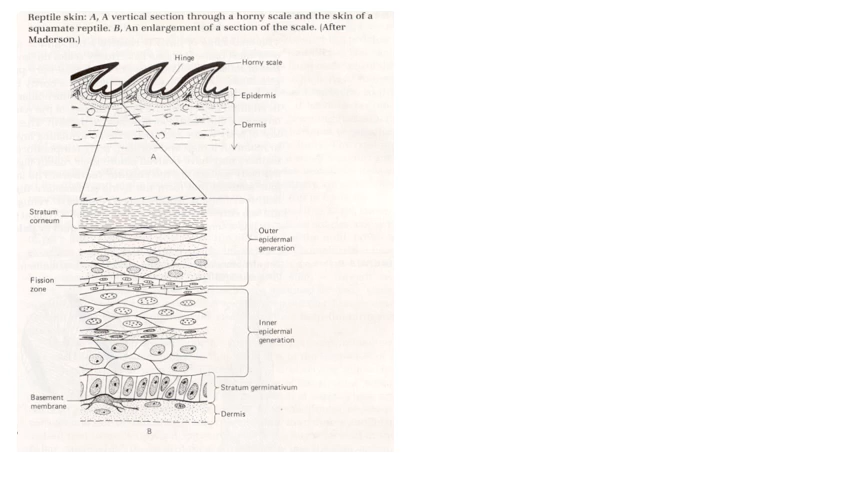 Reptile skin: A, A vertical section through a horny scale and the skin of a
squamate reptile. B, An enlargement of a section of the scale. (After
Maderson.)
Hinge
Horny scale
Epidermis
Dermis
A
Stratum
corneum
Outer
epidermal
generation
Fission
zone
Inner
epidermal
generation
Stratum germinativum
Basement
membrane
Dermis
B